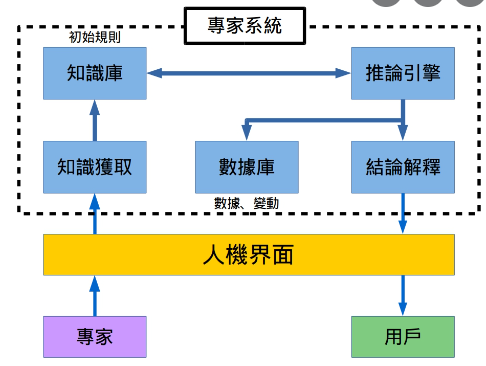 專家系統
初始規則
知識庫
推論引擎
知識獲取
數據庫
結論解釋
數據、變動
人機界面
專家
用戶